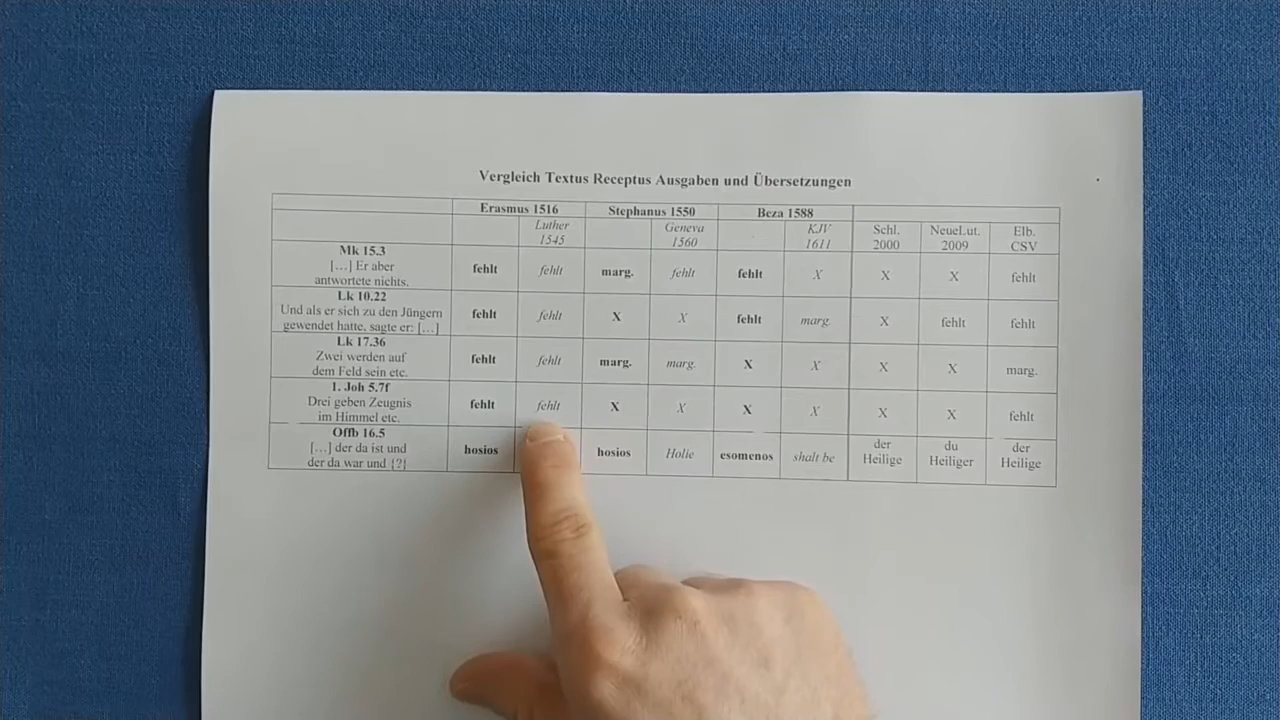 Vergleich Textus Receptus Ausgaben und Übersetzungen
Erasmus 1516 Stephanus 1550 Beza 1588
Luther 1545 Geneva 1560 KJV 1611 Schl. 2000 NeueLut. 2009 Elb. CSV
Mk 15.3
[…] Er aber
antwortete nichts.
fehlt fehlt marg. fehlt fehlt X X X fehlt
Lk 10.22
Und als er sich zu den Jüngern
gewendet hatte, sagte er: […]
fehlt fehlt X X fehlt marg. X fehlt fehlt
Lk 17.36
Zwei werden auf
dem Feld sein etc.
fehlt fehlt marg. marg. X X X X marg.
1. Joh 5.7f
Drei geben Zeugnis
im Himmel etc.
fehlt fehlt X X X X X X fehlt
Offb 16.5
[…] der da ist und
der da war und {?}
hosios hosios Holie esomenos shalt be der Heilige du Heiliger der Heilige